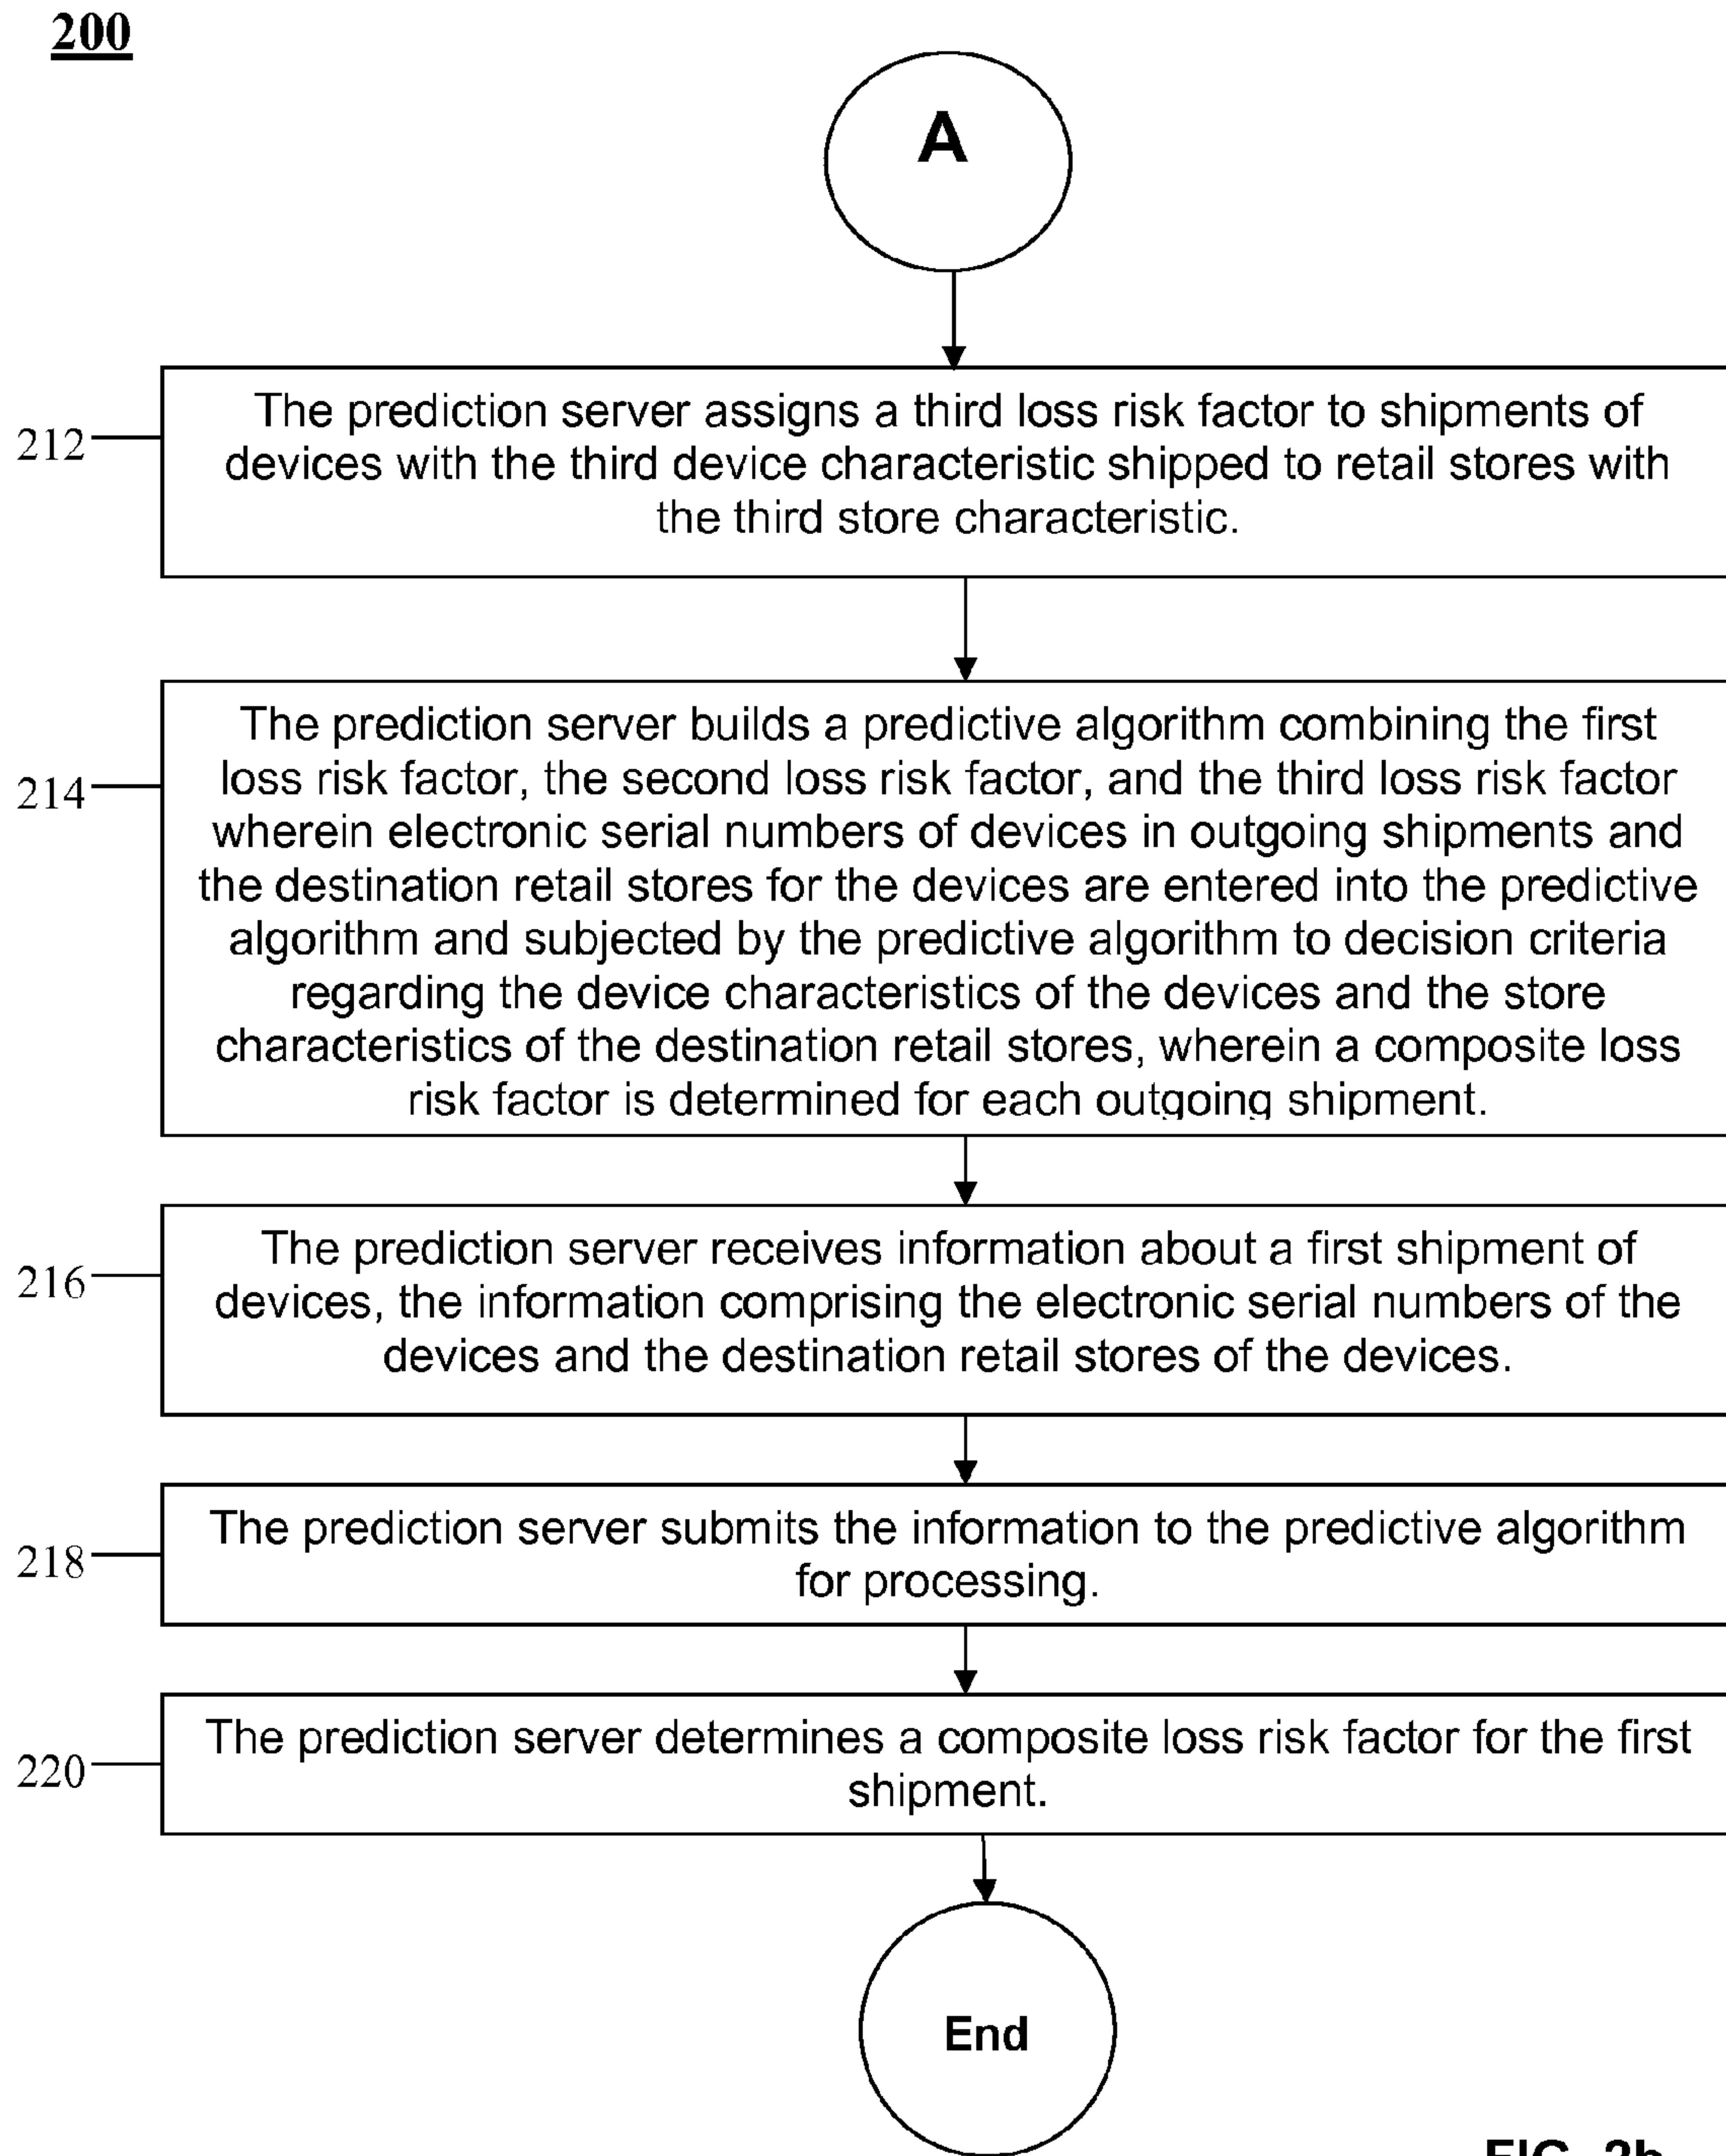 200
A
212
The prediction server assigns a third loss risk factor to shipments of
devices with the third device characteristic shipped to retail stores with
the third store characteristic.
214
The prediction server builds a predictive algorithm combining the first
loss risk factor, the second loss risk factor, and the third loss risk factor
wherein electronic serial numbers of devices in outgoing shipments and
the destination retail stores for the devices are entered into the predictive
algorithm and subjected by the predictive algorithm to decision criteria
regarding the device characteristics of the devices and the store
characteristics of the destination retail stores, wherein a composite loss
risk factor is determined for each outgoing shipment.
216
The prediction server receives information about a first shipment of
devices, the information comprising the electronic serial numbers of the
devices and the destination retail stores of the devices.
218
The prediction server submits the information to the predictive algorithm
for processing.
220
The prediction server determines a composite loss risk factor for the first
shipment.
End
FIG. 2b